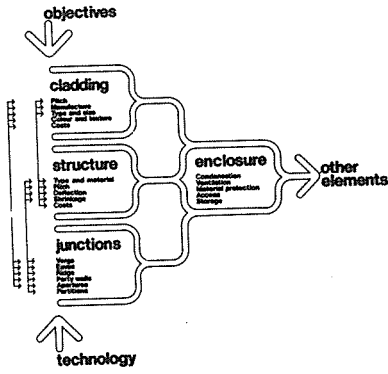 objectives
cladding
Pitch
Manufacture
Type and size
Colour and texture
Costs
structure
Type and material
Pitch
Deflection
Shrinkage
Costs
enclosure
Condensation
Ventilation
Material protection
Access
Storage
other
elements
junctions
Verge
Eaves
Ridge
Party walls
Apertures
Partitions
technology